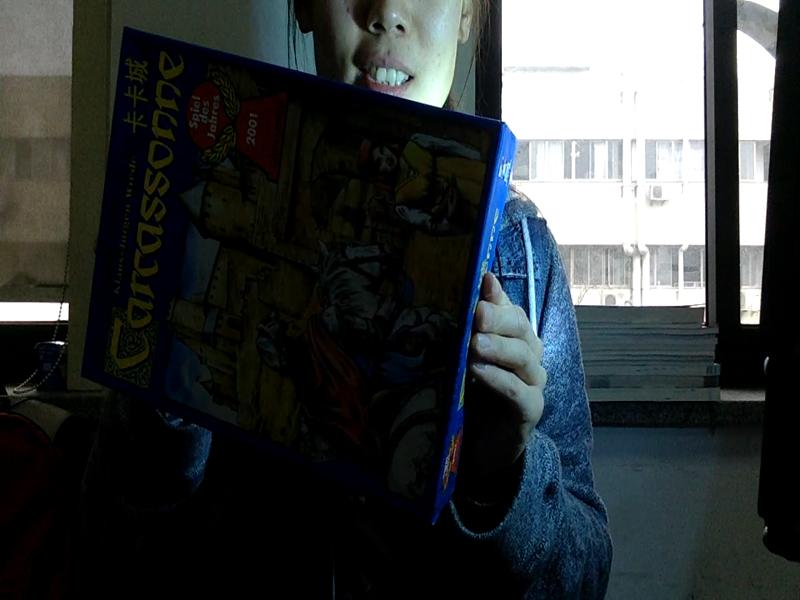 Klaus-Jürgen Wrede
卡卡城
Carcassonne
Spiel
des
Jahres
2001